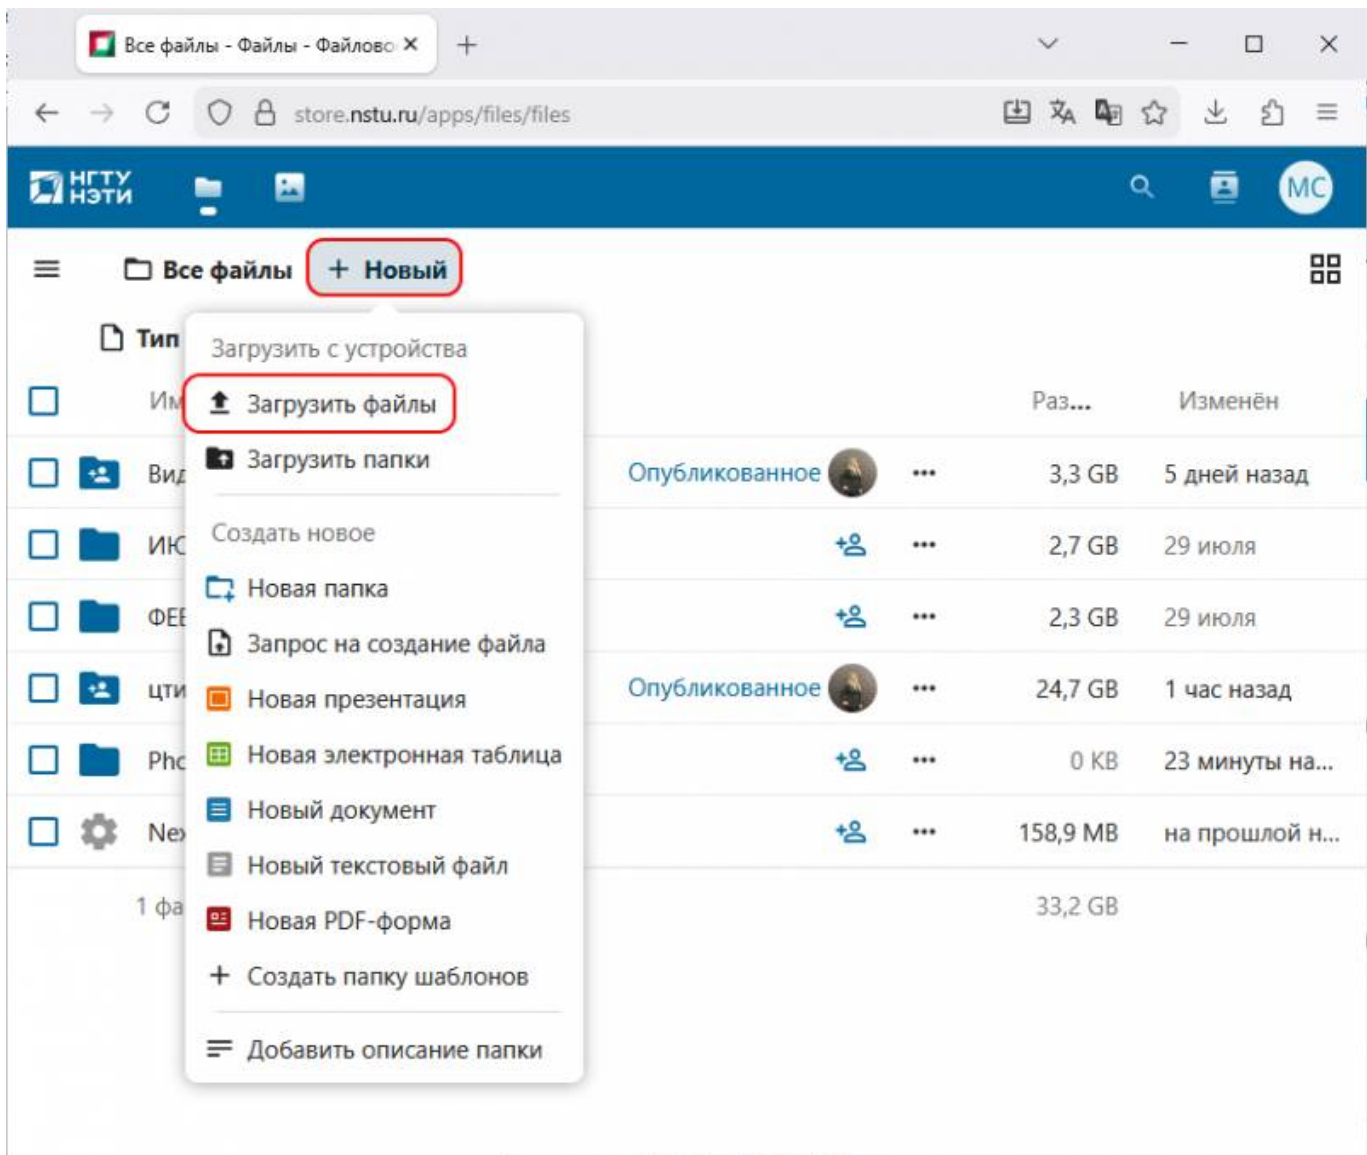 Все файлы - Файлы - Файлово
store.nstu.ru/apps/files/files
НГТУ
НЭТИ
МС
Все файлы + Новый
Тип
Загрузить с устройства
Загрузить файлы Раз... Изменён
Загрузить папки
Опубликованное 3,3 GB 5 дней назад
Создать новое
2,7 GB 29 июля
Новая папка
2,3 GB 29 июля
Запрос на создание файла
Опубликованное 24,7 GB 1 час назад
Новая презентация
Новая электронная таблица 0 KB 23 минуты на...
Новый документ
158,9 MB на прошлой н...
Новый текстовый файл
1 33,2 GB
Новая PDF-форма
+ Создать папку шаблонов
Добавить описание папки